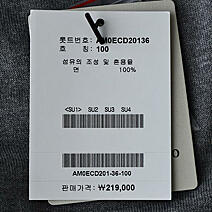 롯트번호: AM0ECD20136
호 칭: 100
섬유의 조성 및 혼용율
면 100%
<SU1> SU2 SU3 SU4
AM0ECD201-36-100
판매가격: ₩219,000